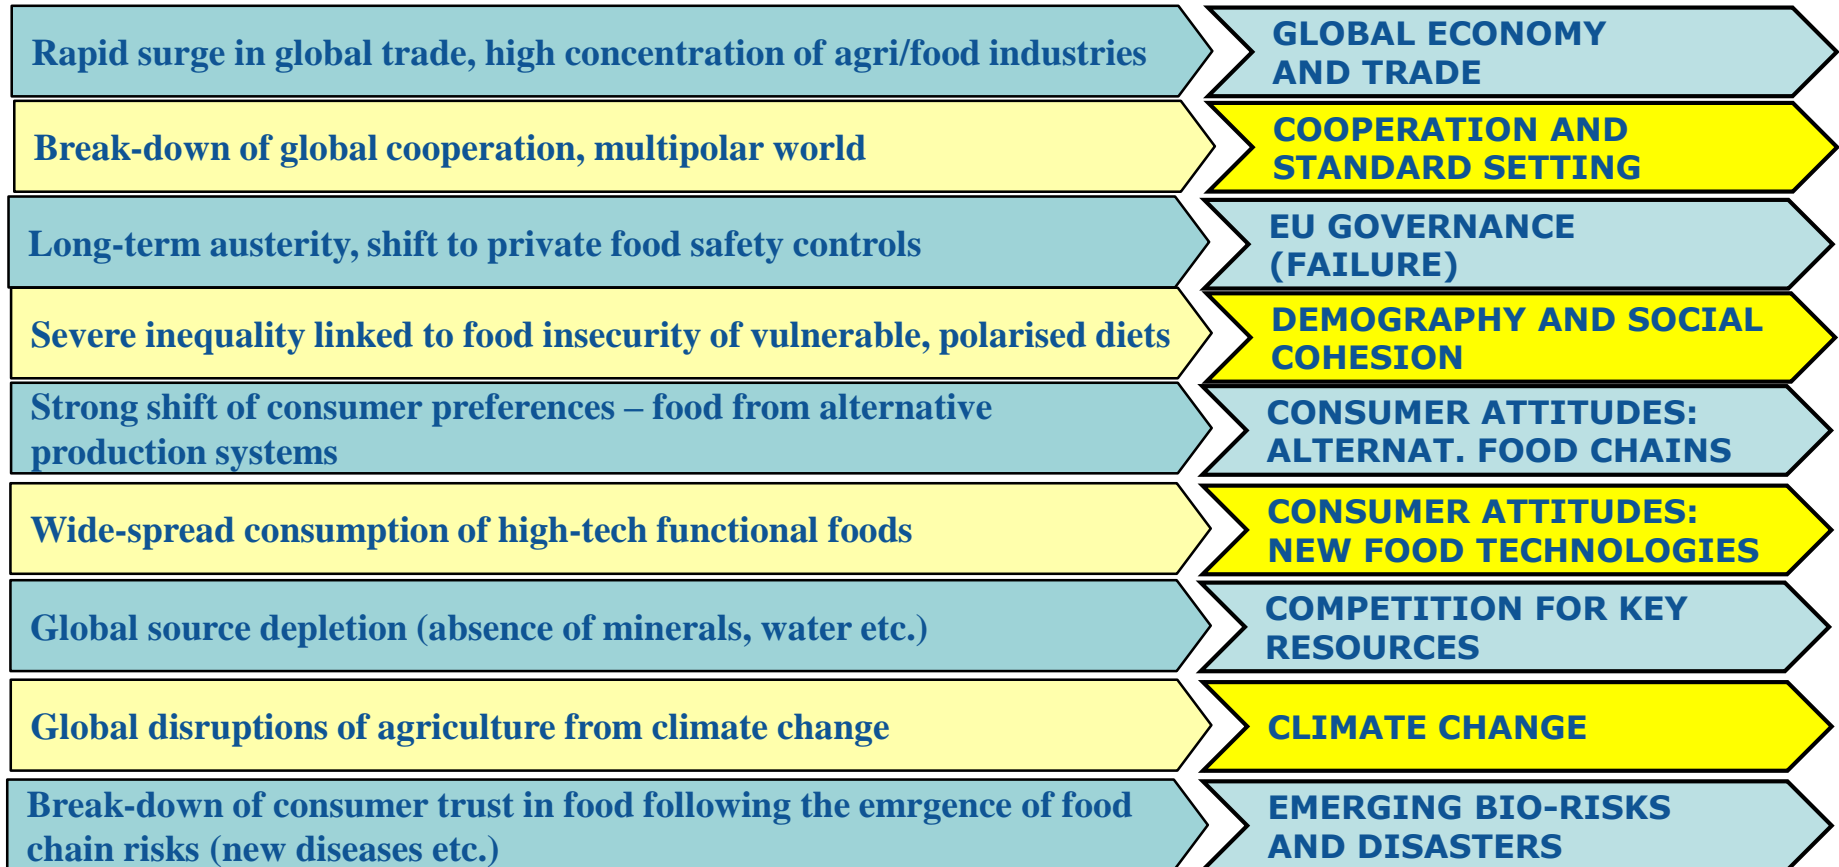 Rapid surge in global trade, high concentration of agri/food industries
GLOBAL ECONOMY
AND TRADE
Break-down of global cooperation, multipolar world
COOPERATION AND
STANDARD SETTING
Long-term austerity, shift to private food safety controls
EU GOVERNANCE
(FAILURE)
Severe inequality linked to food insecurity of vulnerable, polarised diets
DEMOGRAPHY AND SOCIAL
COHESION
Strong shift of consumer preferences – food from alternative
production systems
CONSUMER ATTITUDES:
ALTERNAT. FOOD CHAINS
Wide-spread consumption of high-tech functional foods
CONSUMER ATTITUDES:
NEW FOOD TECHNOLOGIES
Global source depletion (absence of minerals, water etc.)
COMPETITION FOR KEY
RESOURCES
Global disruptions of agriculture from climate change
CLIMATE CHANGE
Break-down of consumer trust in food following the emrgence of food
chain risks (new diseases etc.)
EMERGING BIO-RISKS
AND DISASTERS